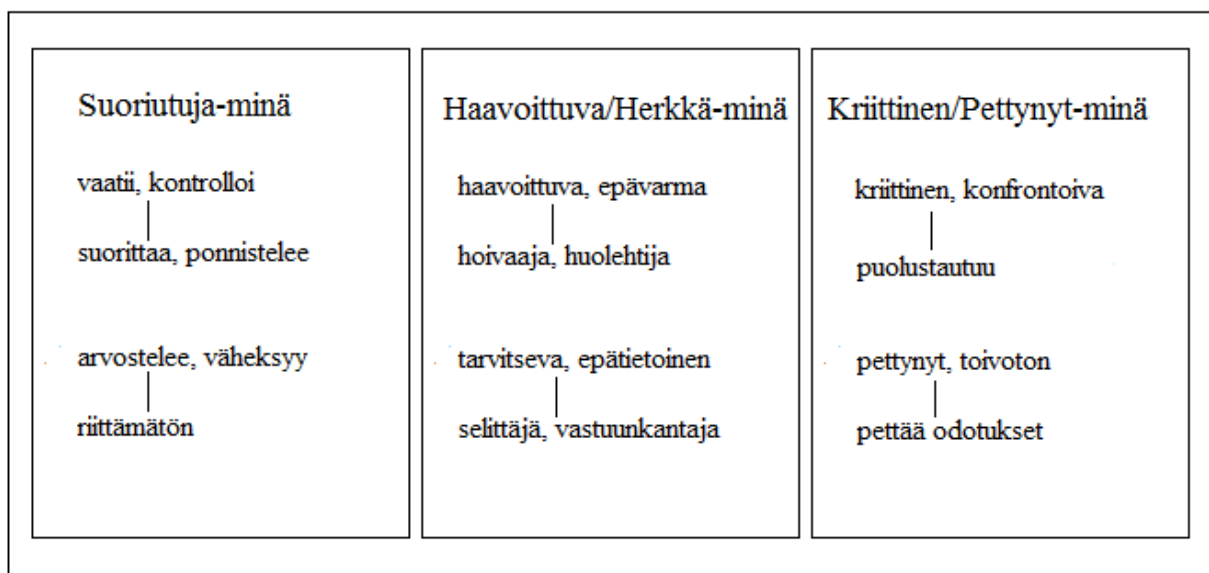 Suoriutuja-minä
vaatii, kontrolloi
suorittaa, ponnistelee
arvostelee, väheksyy
riittämätön
Haavoittuva/Herkkä-minä
haavoittuva, epävarma
hoivaaja, huolehtija
tarvitseva, epätietoinen
selittäjä, vastuunkantaja
Kriittinen/Pettynyt-minä
kriittinen, konfrontoiva
puolustautuu
pettynyt, toivoton
pettää odotukset